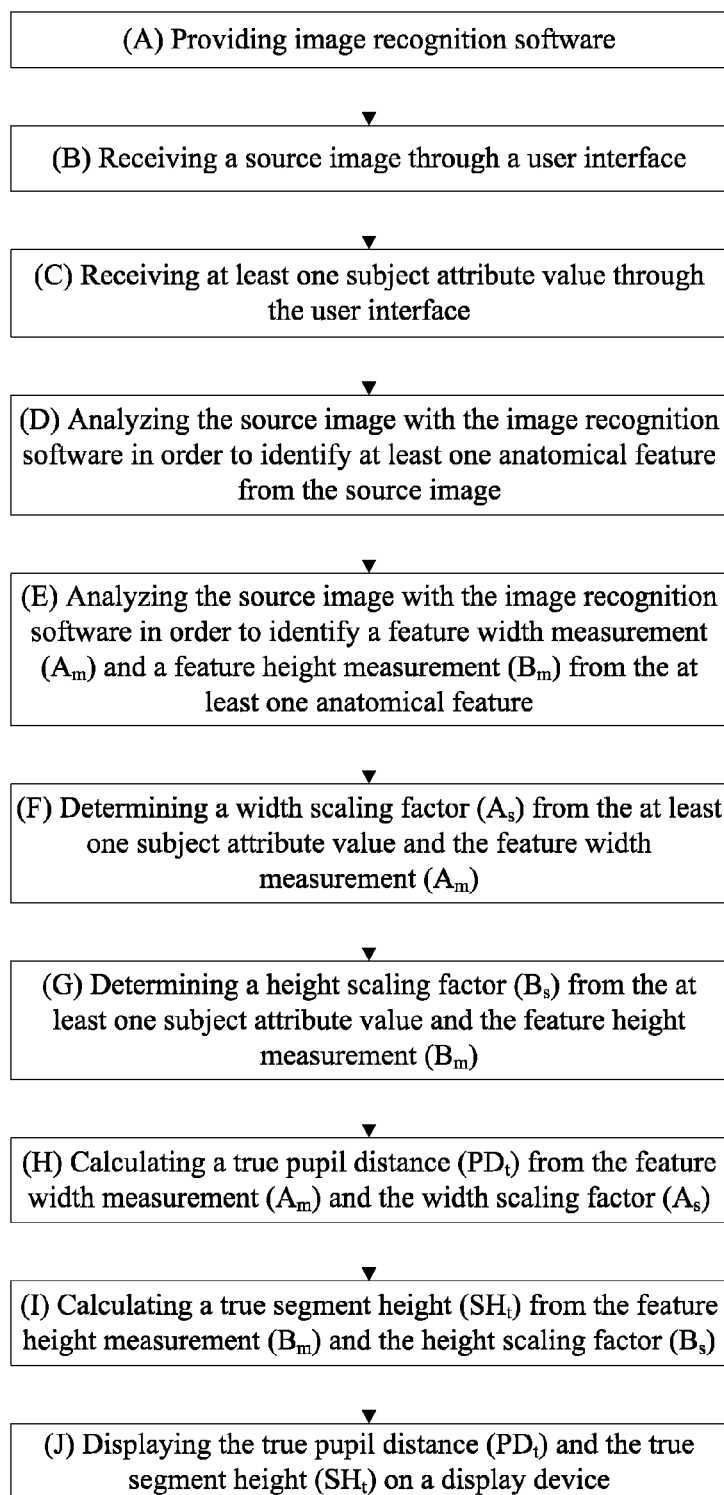 (A) Providing image recognition software
(B) Receiving a source image through a user interface
(C) Receiving at least one subject attribute value through
the user interface
(D) Analyzing the source image with the image recognition
software in order to identify at least one anatomical feature
from the source image
(E) Analyzing the source image with the image recognition
software in order to identify a feature width measurement
(Aₘ) and a feature height measurement (Bₘ) from the at
least one anatomical feature
(F) Determining a width scaling factor (Aₛ) from the at least
one subject attribute value and the feature width
measurement (Aₘ)
(G) Determining a height scaling factor (Bₛ) from the at
least one subject attribute value and the feature height
measurement (Bₘ)
(H) Calculating a true pupil distance (PDₜ) from the feature
width measurement (Aₘ) and the width scaling factor (Aₛ)
(I) Calculating a true segment height (SHₜ) from the feature
height measurement (Bₘ) and the height scaling factor (Bₛ)
(J) Displaying the true pupil distance (PDₜ) and the true
segment height (SHₜ) on a display device